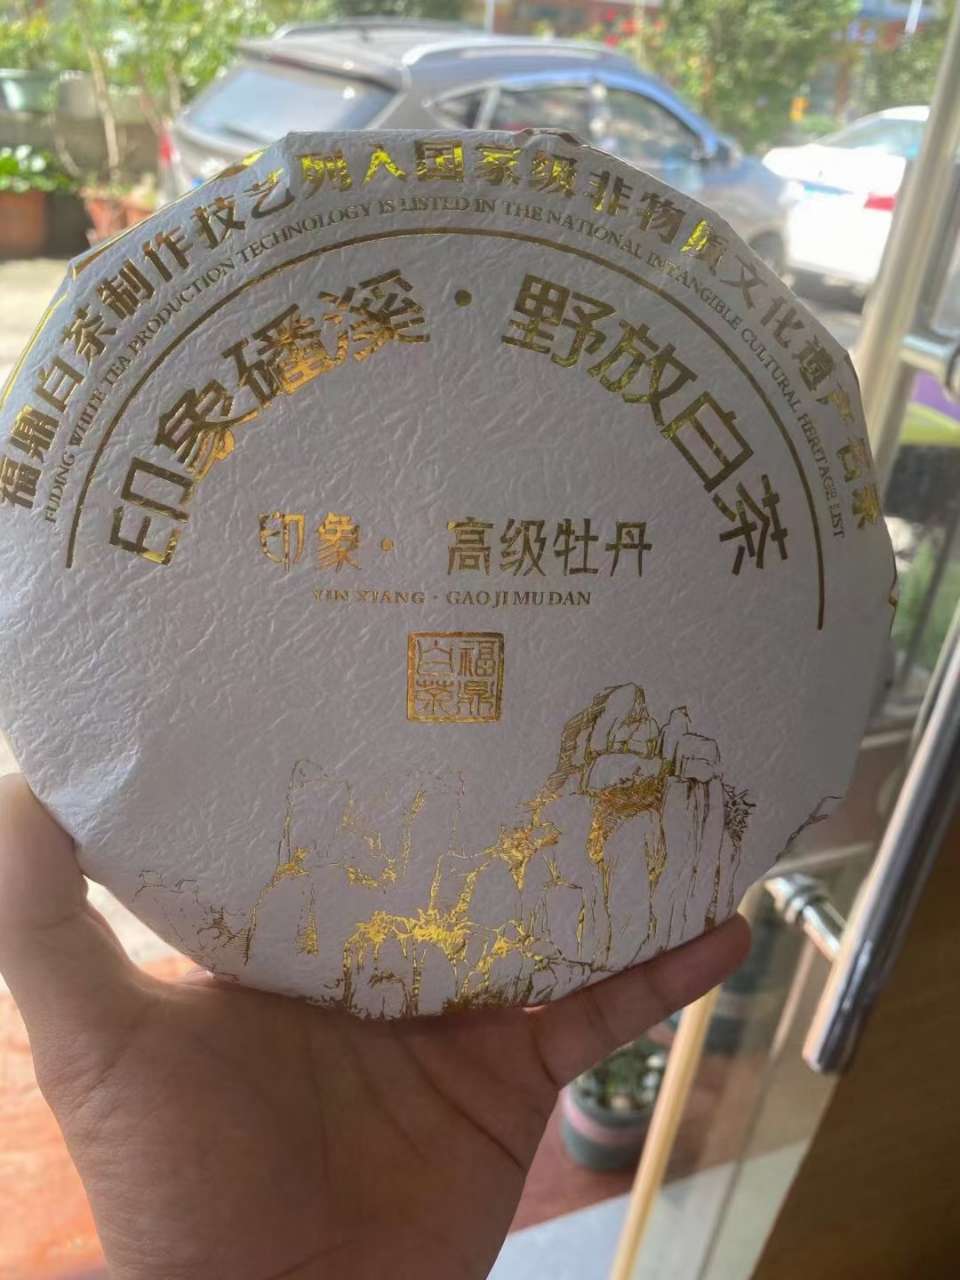 福鼎白茶制作技艺列入国家级非物质文化遗产名录
FUDING WHITE TEA PRODUCTION TECHNOLOGY IS LISTED IN THE NATIONAL INTANGIBLE CULTURAL HERITAGE LIST
印象磻溪·野放白茶
印象·高级牡丹
YIN XIANG·GAO JI MU DAN
福鼎
白茶